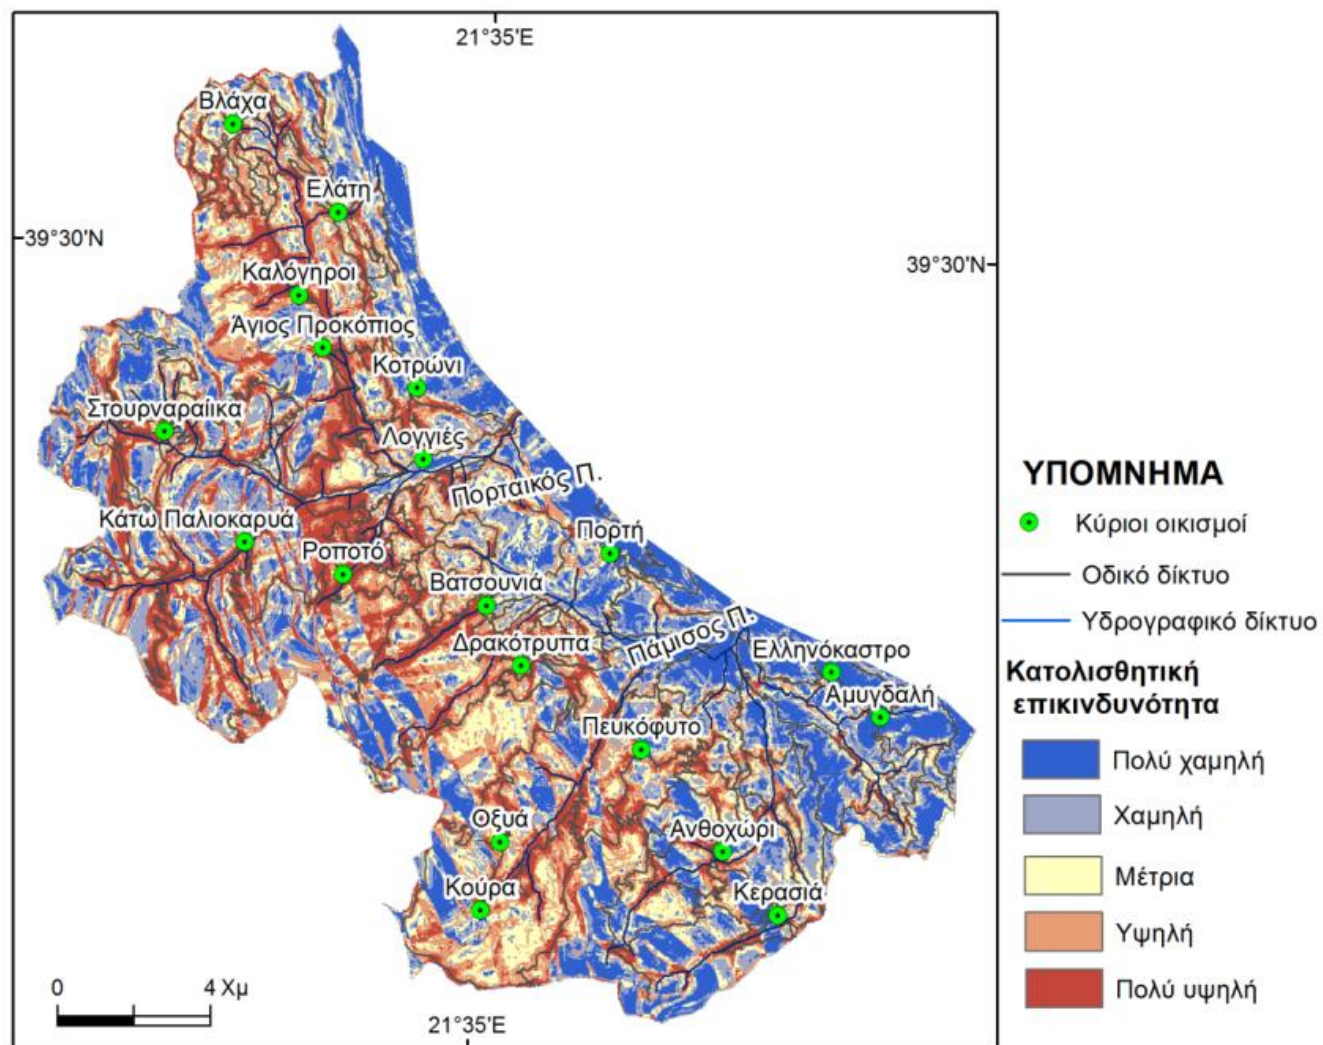 21°35'E
Βλάχα
Ελάτη
39°30'N
39°30'N
Καλόγηροι
Άγιος Προκόπιος
Κοτρώνι
Στουρναραίικα
Λογγιές
Πορταικός Π.
Κάτω Παλιοκαρυά
Ροποτό
Πορτή
Βατσουνιά
Δρακότρυπα
Πάμισος Π.
Ελληνόκαστρο
Αμυγδαλή
Πευκόφυτο
Οξυά
Ανθοχώρι
Κούρα
Κερασιά
0 4 Χμ
21°35'E
ΥΠΟΜΝΗΜΑ
Κύριοι οικισμοί
Οδικό δίκτυο
Υδρογραφικό δίκτυο
Κατολισθητική
επικινδυνότητα
Πολύ χαμηλή
Χαμηλή
Μέτρια
Υψηλή
Πολύ υψηλή